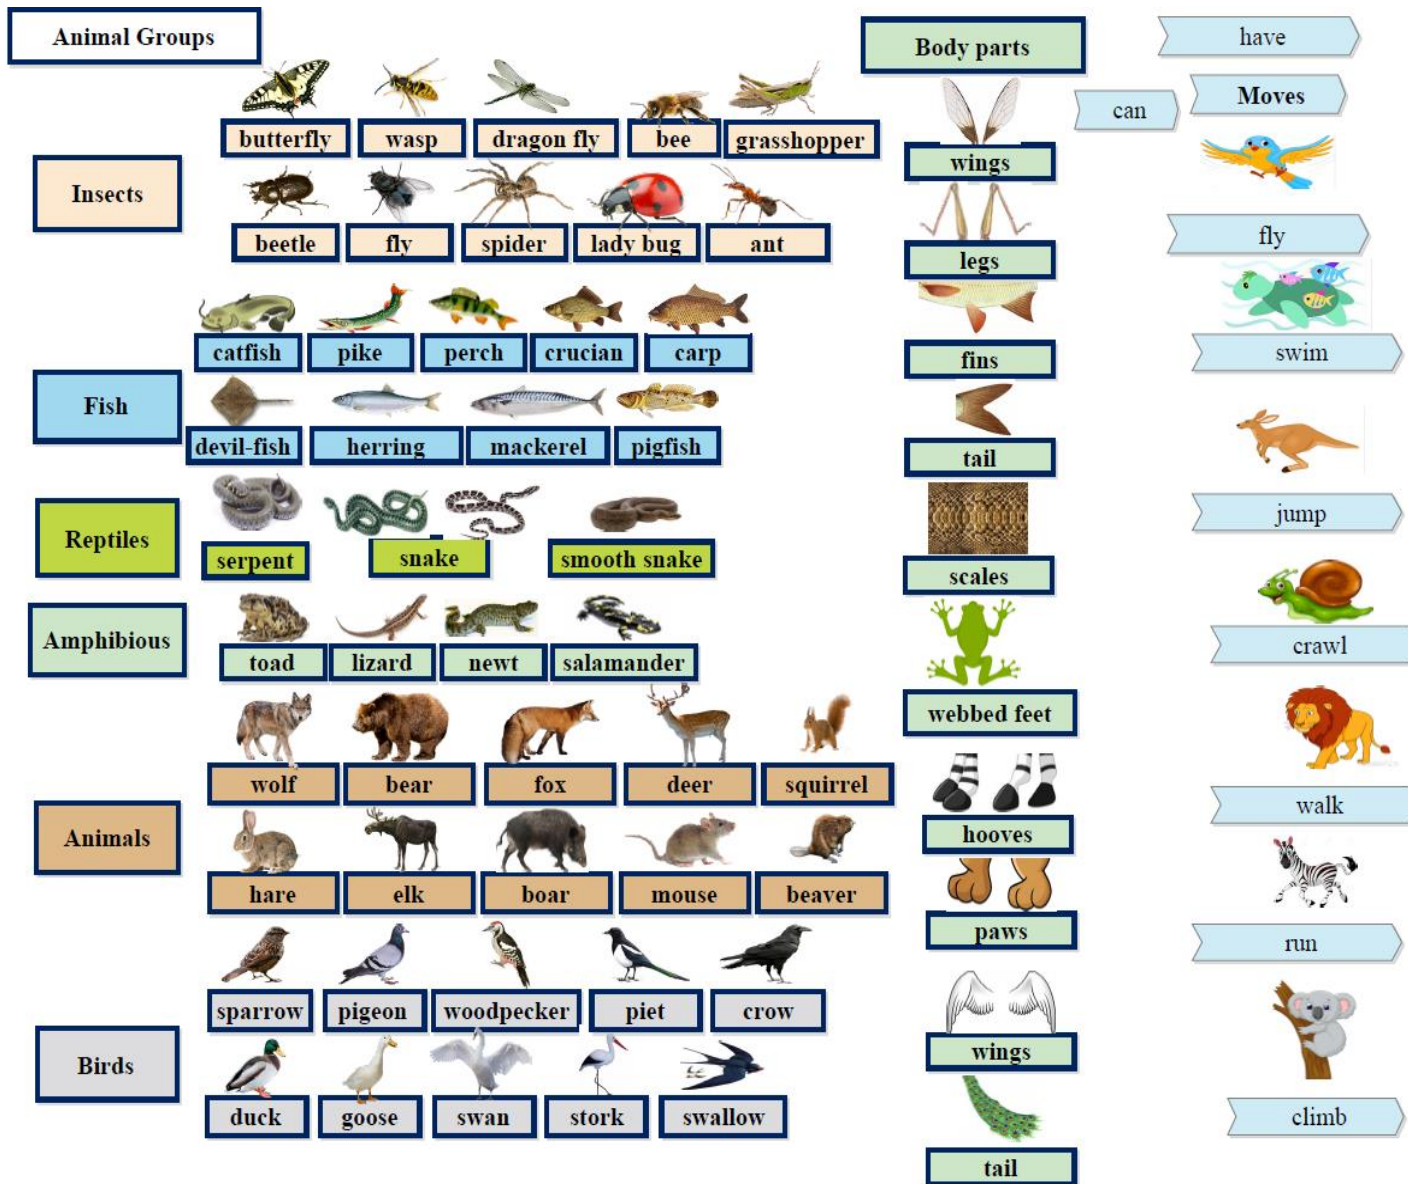 Animal Groups
butterfly wasp dragon fly bee grasshopper
Insects
beetle fly spider lady bug ant
catfish pike perch crucian carp
Fish
devil-fish herring mackerel pigfish
Reptiles
serpent snake smooth snake
Amphibious
toad lizard newt salamander
wolf bear fox deer squirrel
Animals
hare elk boar mouse beaver
sparrow pigeon woodpecker piet crow
Birds
duck goose swan stork swallow
Body parts
wings
legs
fins
tail
scales
webbed feet
hooves
paws
wings
tail
have
can
Moves
fly
swim
jump
crawl
walk
run
climb